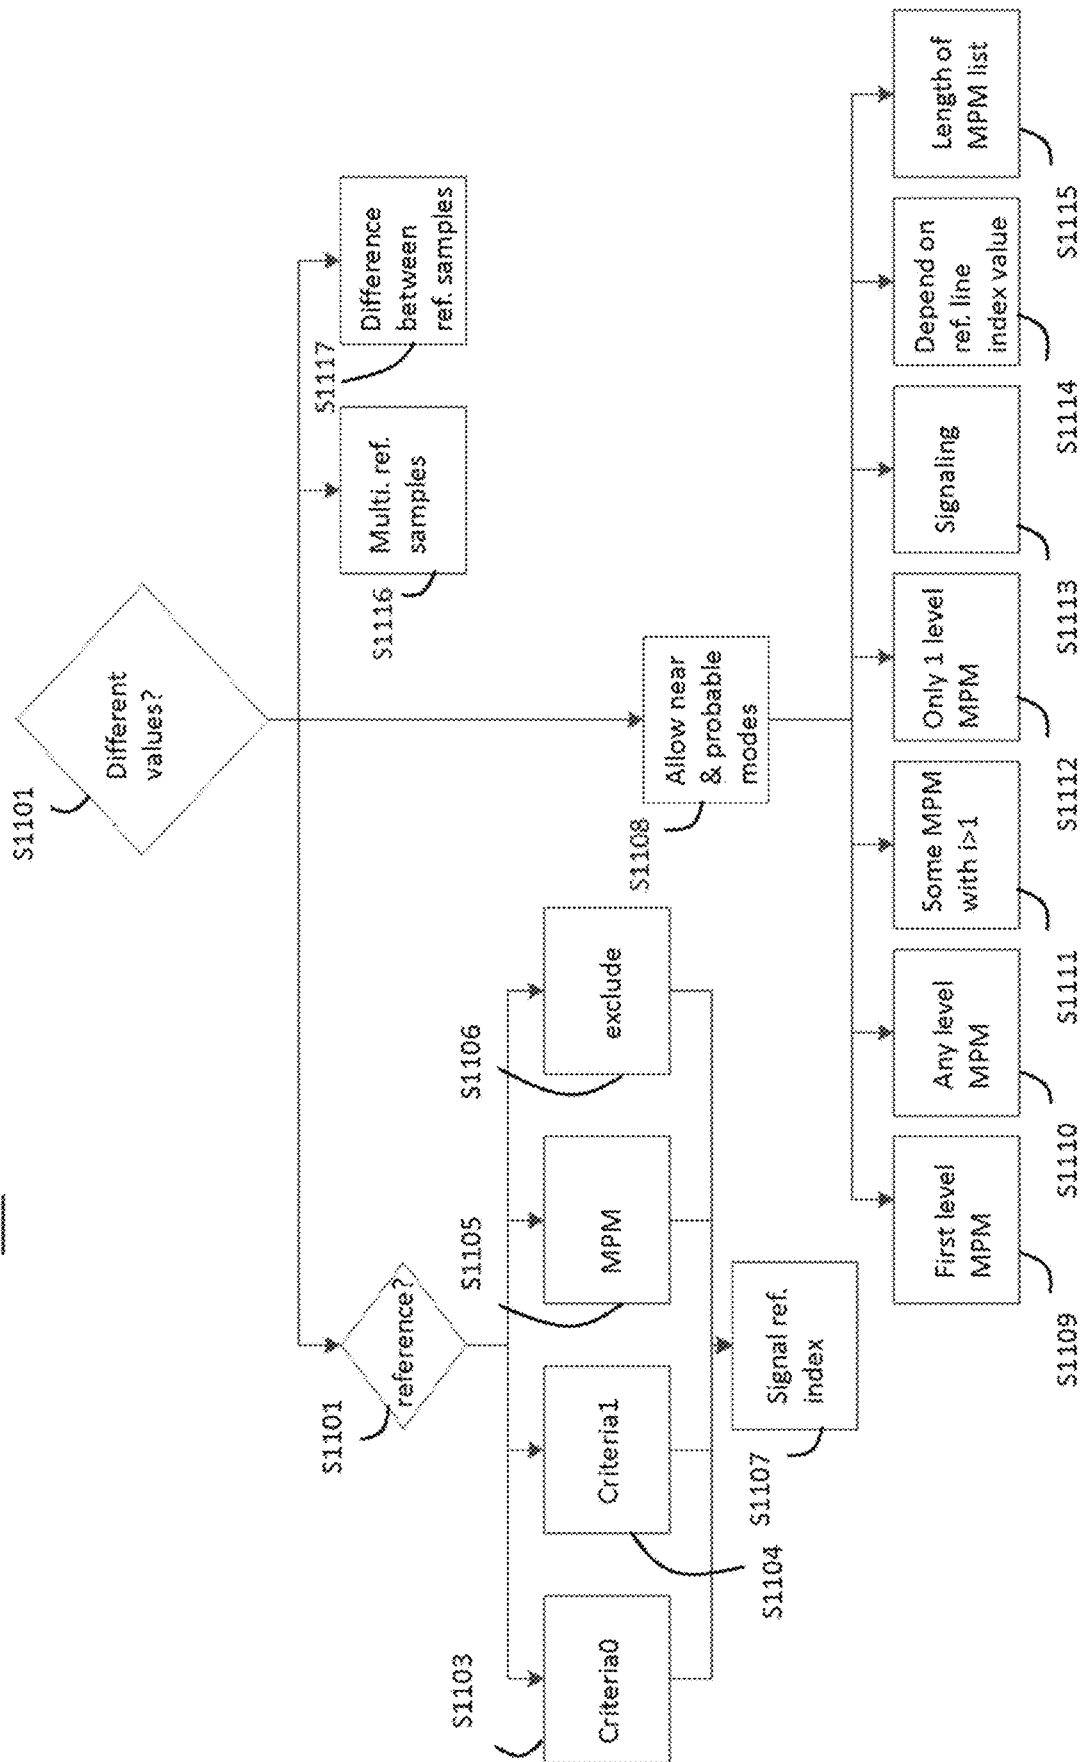 S1101
Different
values?
S1101
reference?
S1116
Multi. ref.
samples
S1117
Difference
between
ref. samples
S1103
Criteria0
S1104
Criteria1
S1105
MPM
S1106
exclude
S1107
Signal ref.
index
S1108
Allow near
& probable
modes
S1109
First level
MPM
S1110
Any level
MPM
S1111
Some MPM
with i>1
S1112
Only 1 level
MPM
S1113
Signaling
S1114
Depend on
ref. line
index value
S1115
Length of
MPM list